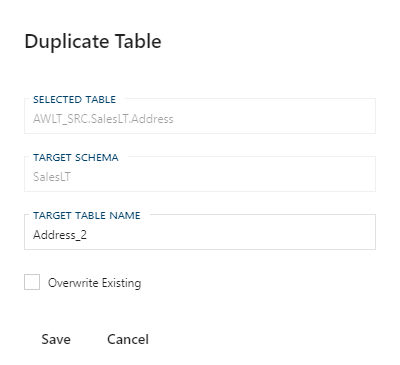 Duplicate Table
SELECTED TABLE
AWLT_SRC.SalesLT.Address
TARGET SCHEMA
SalesLT
TARGET TABLE NAME
Address_2
Overwrite Existing
Save Cancel